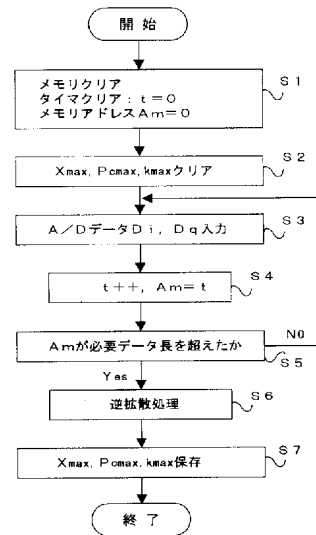 開 始
S1
メモリクリア
タイマクリア：t＝0
メモリアドレスAm＝0
S2
Xmax, Pcmax, kmaxクリア
S3
A／DデータDi，Dq入力
S4
t＋＋，Am＝t
NO
Amが必要データ長を超えたか
S5
Yes
S6
逆拡散処理
S7
Xmax, Pcmax, kmax保存
終 了